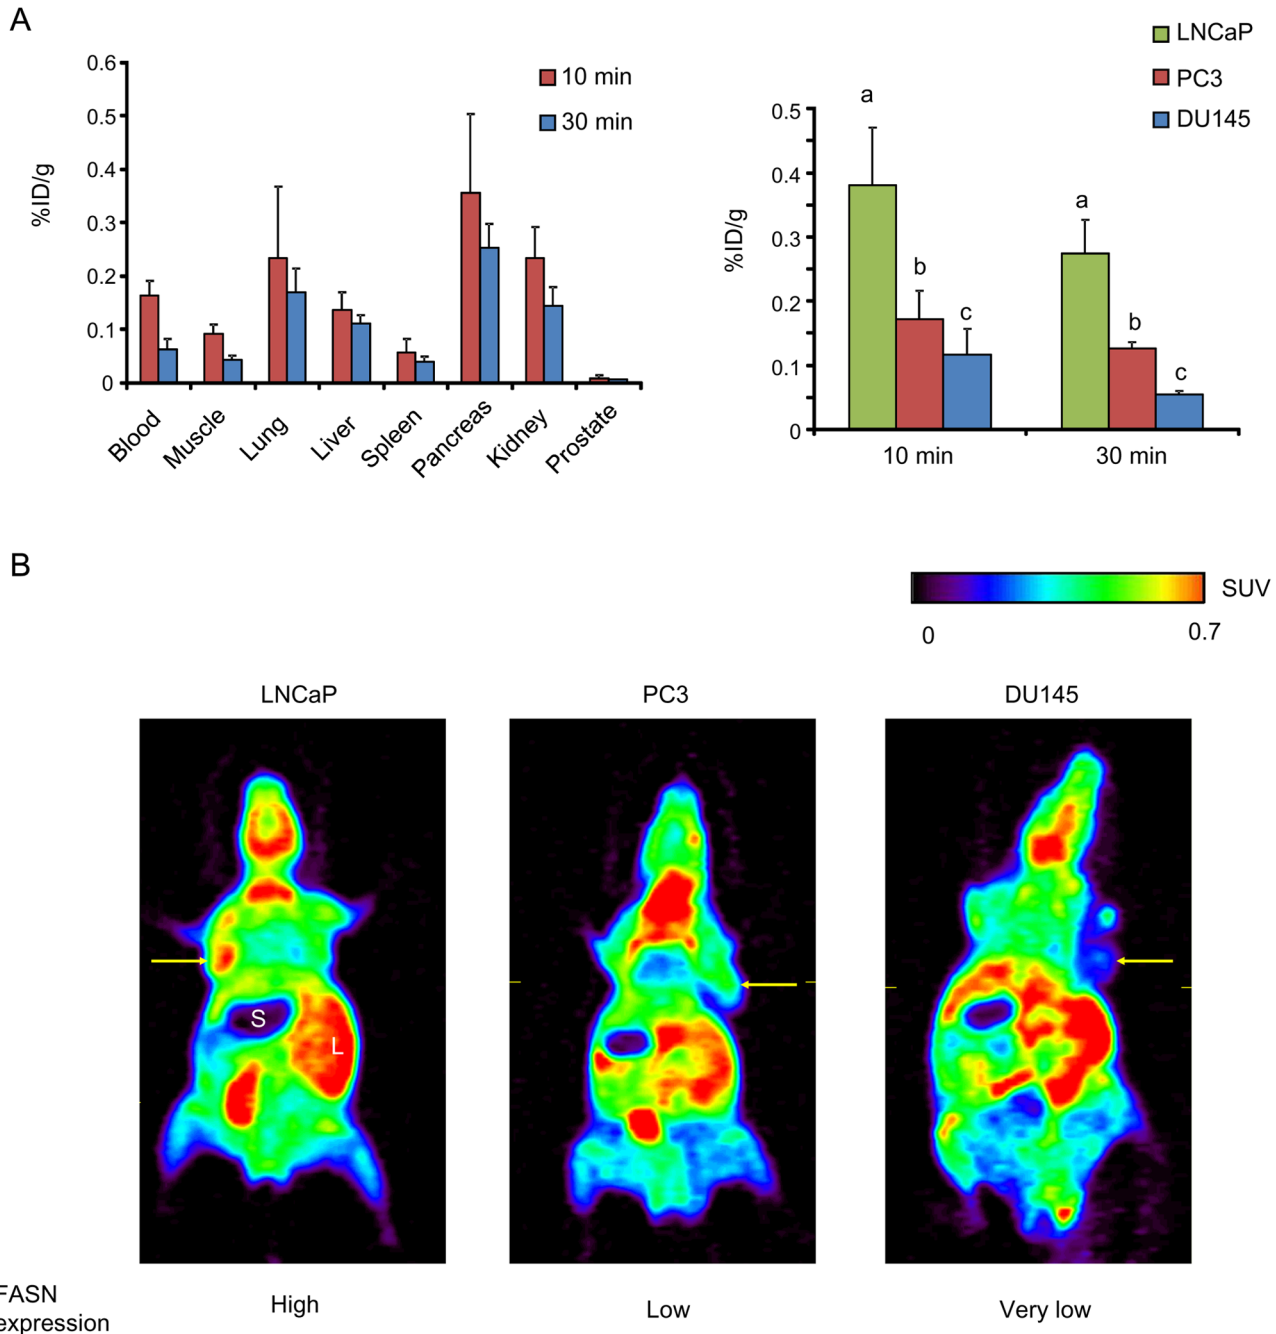 A
0.6
0.5
0.4
0.3
0.2
0.1
0
%ID/g
10 min
30 min
Blood
Muscle
Lung
Liver
Spleen
Pancreas
Kidney
Prostate
LNCaP
PC3
DU145
0.5
0.4
0.3
0.2
0.1
0
%ID/g
a
b
c
a
b
c
10 min
30 min
B
SUV
0
0.7
LNCaP
PC3
DU145
S
L
FASN
expression
High
Low
Very low